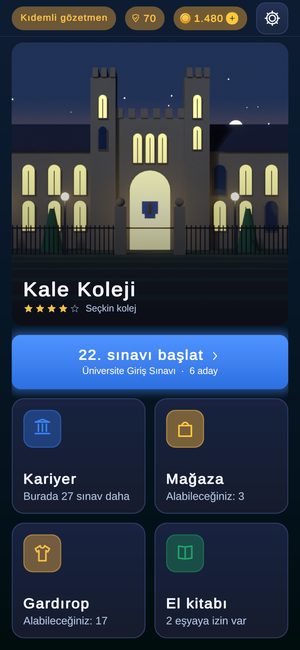 Kıdemli gözetmen
70
1.480 +
Kale Koleji
Seçkin kolej
22. sınavı başlat ›
Üniversite Giriş Sınavı · 6 aday
Kariyer
Burada 27 sınav daha
Mağaza
Alabileceğiniz: 3
Gardırop
Alabileceğiniz: 17
El kitabı
2 eşyaya izin var